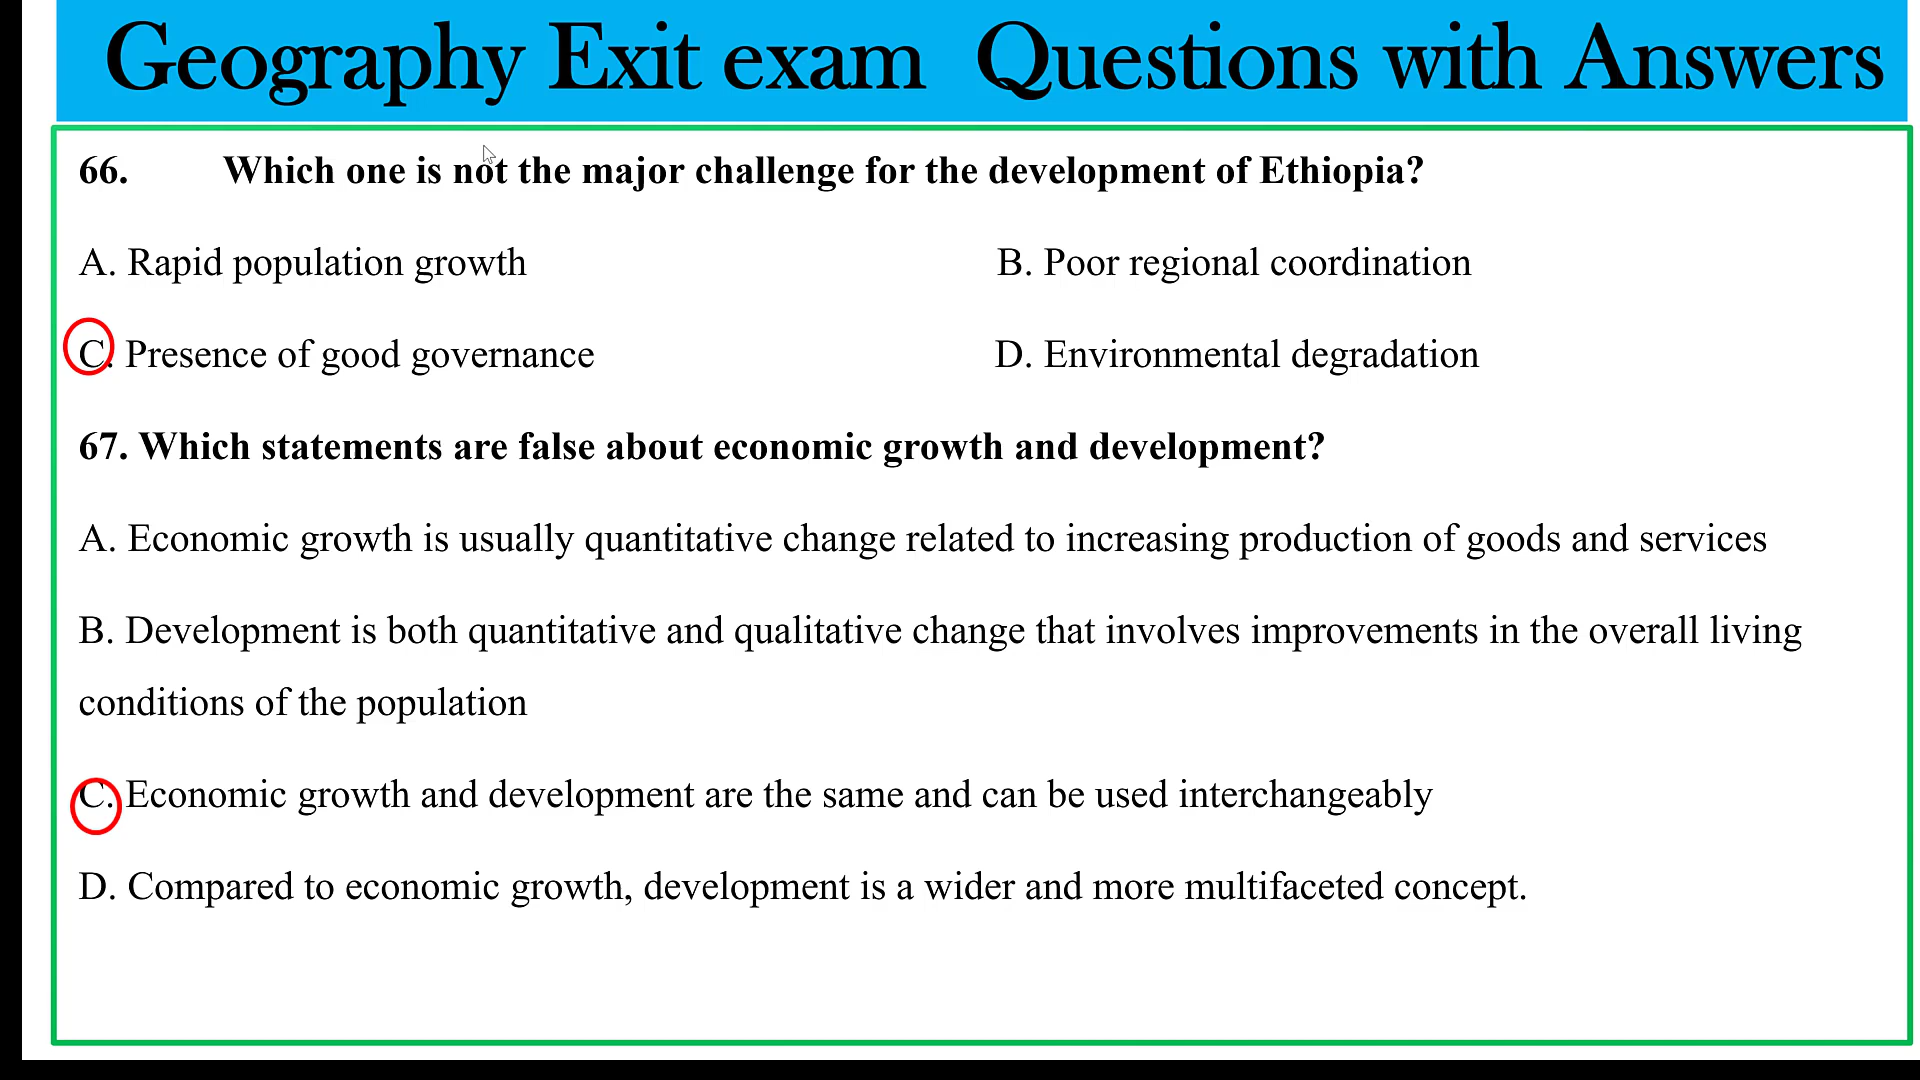 Geography Exit exam Questions with Answers
66. Which one is not the major challenge for the development of Ethiopia?
A. Rapid population growth B. Poor regional coordination
C. Presence of good governance D. Environmental degradation
67. Which statements are false about economic growth and development?
A. Economic growth is usually quantitative change related to increasing production of goods and services
B. Development is both quantitative and qualitative change that involves improvements in the overall living
conditions of the population
C. Economic growth and development are the same and can be used interchangeably
D. Compared to economic growth, development is a wider and more multifaceted concept.